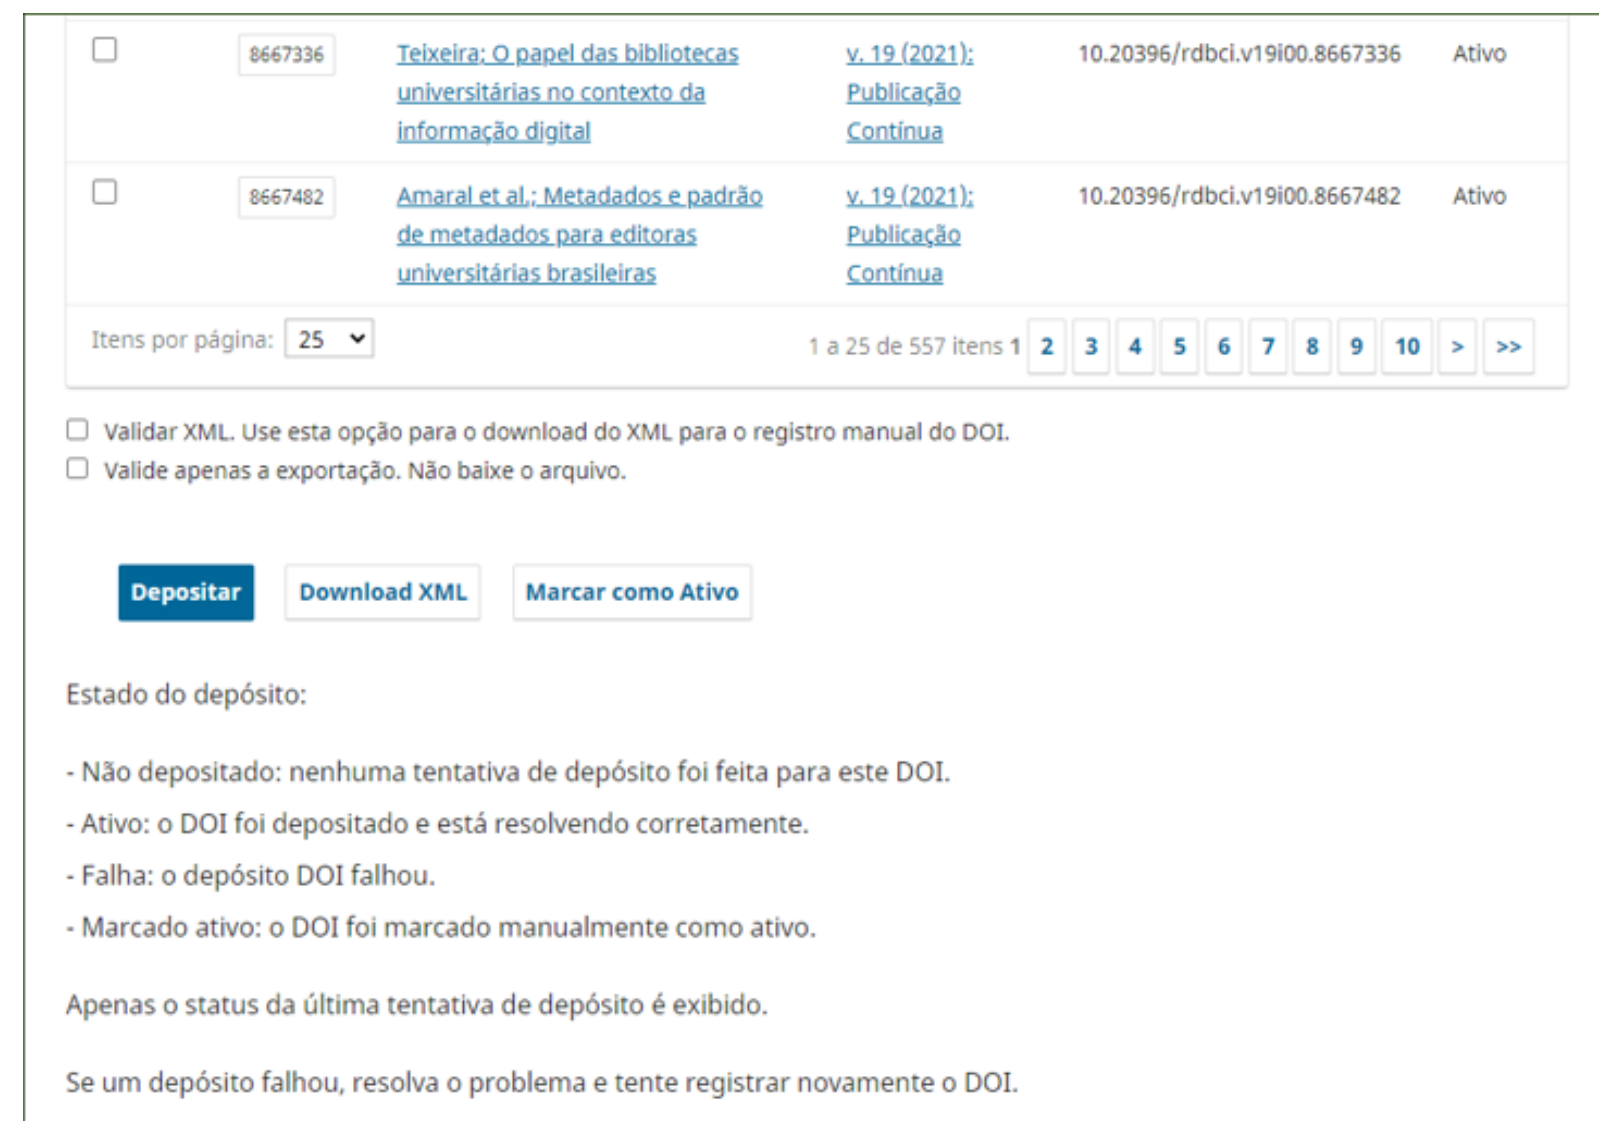 8667336 Teixeira; O papel das bibliotecas v. 19 (2021): 10.20396/rdbci.v19i00.8667336 Ativo
universitárias no contexto da Publicação
informação digital Contínua
8667482 Amaral et al.; Metadados e padrão v. 19 (2021): 10.20396/rdbci.v19i00.8667482 Ativo
de metadados para editoras Publicação
universitárias brasileiras Contínua
Itens por página: 25 1 a 25 de 557 itens 1 2 3 4 5 6 7 8 9 10 > >>
Validar XML. Use esta opção para o download do XML para o registro manual do DOI.
Valide apenas a exportação. Não baixe o arquivo.
Depositar Download XML Marcar como Ativo
Estado do depósito:
- Não depositado: nenhuma tentativa de depósito foi feita para este DOI.
- Ativo: o DOI foi depositado e está resolvendo corretamente.
- Falha: o depósito DOI falhou.
- Marcado ativo: o DOI foi marcado manualmente como ativo.
Apenas o status da última tentativa de depósito é exibido.
Se um depósito falhou, resolva o problema e tente registrar novamente o DOI.